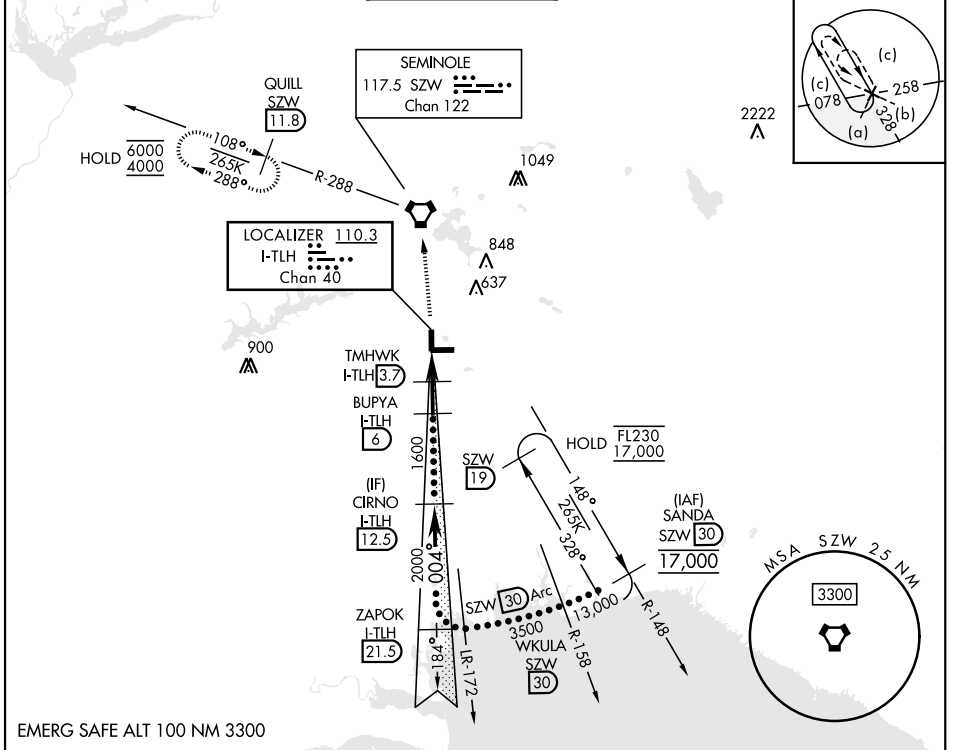 SEMINOLE
117.5 SZW
Chan 122
QUILL
SZW
11.8
HOLD 6000
4000
108°
265K
288°
R-288
1049
2222
(c)
(c)
258
078
328
(b)
(a)
LOCALIZER 110.3
I-TLH
Chan 40
848
637
900
TMHWK
I-TLH 3.7
BUPYA
I-TLH
6
1600
(IF)
CIRNO
I-TLH
12.5
2000
004°
ZAPOK
I-TLH
21.5
184°
LR-172
SZW
19
HOLD FL230
17,000
148°
265K
328°
(IAF)
SANDA
SZW 30
17,000
SZW 30 Arc
13,000
3500
WKULA
SZW
30
R-158
R-148
MSA SZW 25 NM
3300
EMERG SAFE ALT 100 NM 3300